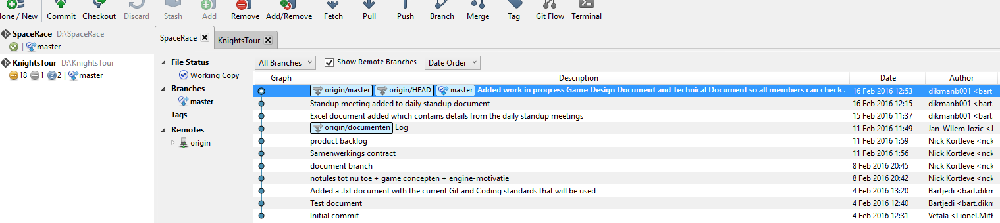 Clone / New Commit Checkout Discard Stash Add Remove Add/Remove Fetch Pull Push Branch Merge Tag Git Flow Terminal
SpaceRace D:\SpaceRace
master
KnightsTour D:\KnightsTour
18 1 2 master
SpaceRace KnightsTour
File Status
Working Copy
Branches
master
Tags
Remotes
origin
All Branches Show Remote Branches Date Order
Graph Description Date Author
origin/master origin/HEAD master Added work in progress Game Design Document and Technical Document so all members can check 16 Feb 2016 12:53 dikmanb001 <bart
Standup meeting added to daily standup document 16 Feb 2016 12:15 dikmanb001 <bart
Excel document added which contains details from the daily standup meetings 15 Feb 2016 11:37 dikmanb001 <bart
origin/documenten Log 11 Feb 2016 11:49 Jan-Wllem Jozic <J
product backlog 11 Feb 2016 1:59 Nick Kortleve <nck
Samenwerkings contract 11 Feb 2016 1:56 Nick Kortleve <nck
document branch 8 Feb 2016 20:45 Nick Kortleve <nck
notules tot nu toe + game concepten + engine-motivatie 8 Feb 2016 20:42 Nick Kortleve <nck
Added a .txt document with the current Git and Coding standards that will be used 4 Feb 2016 13:20 Bartjedi <bart.dikm
Test document 4 Feb 2016 12:40 Bartjedi <bart.dikm
Initial commit 4 Feb 2016 12:31 Vetala <Lionel.Mith